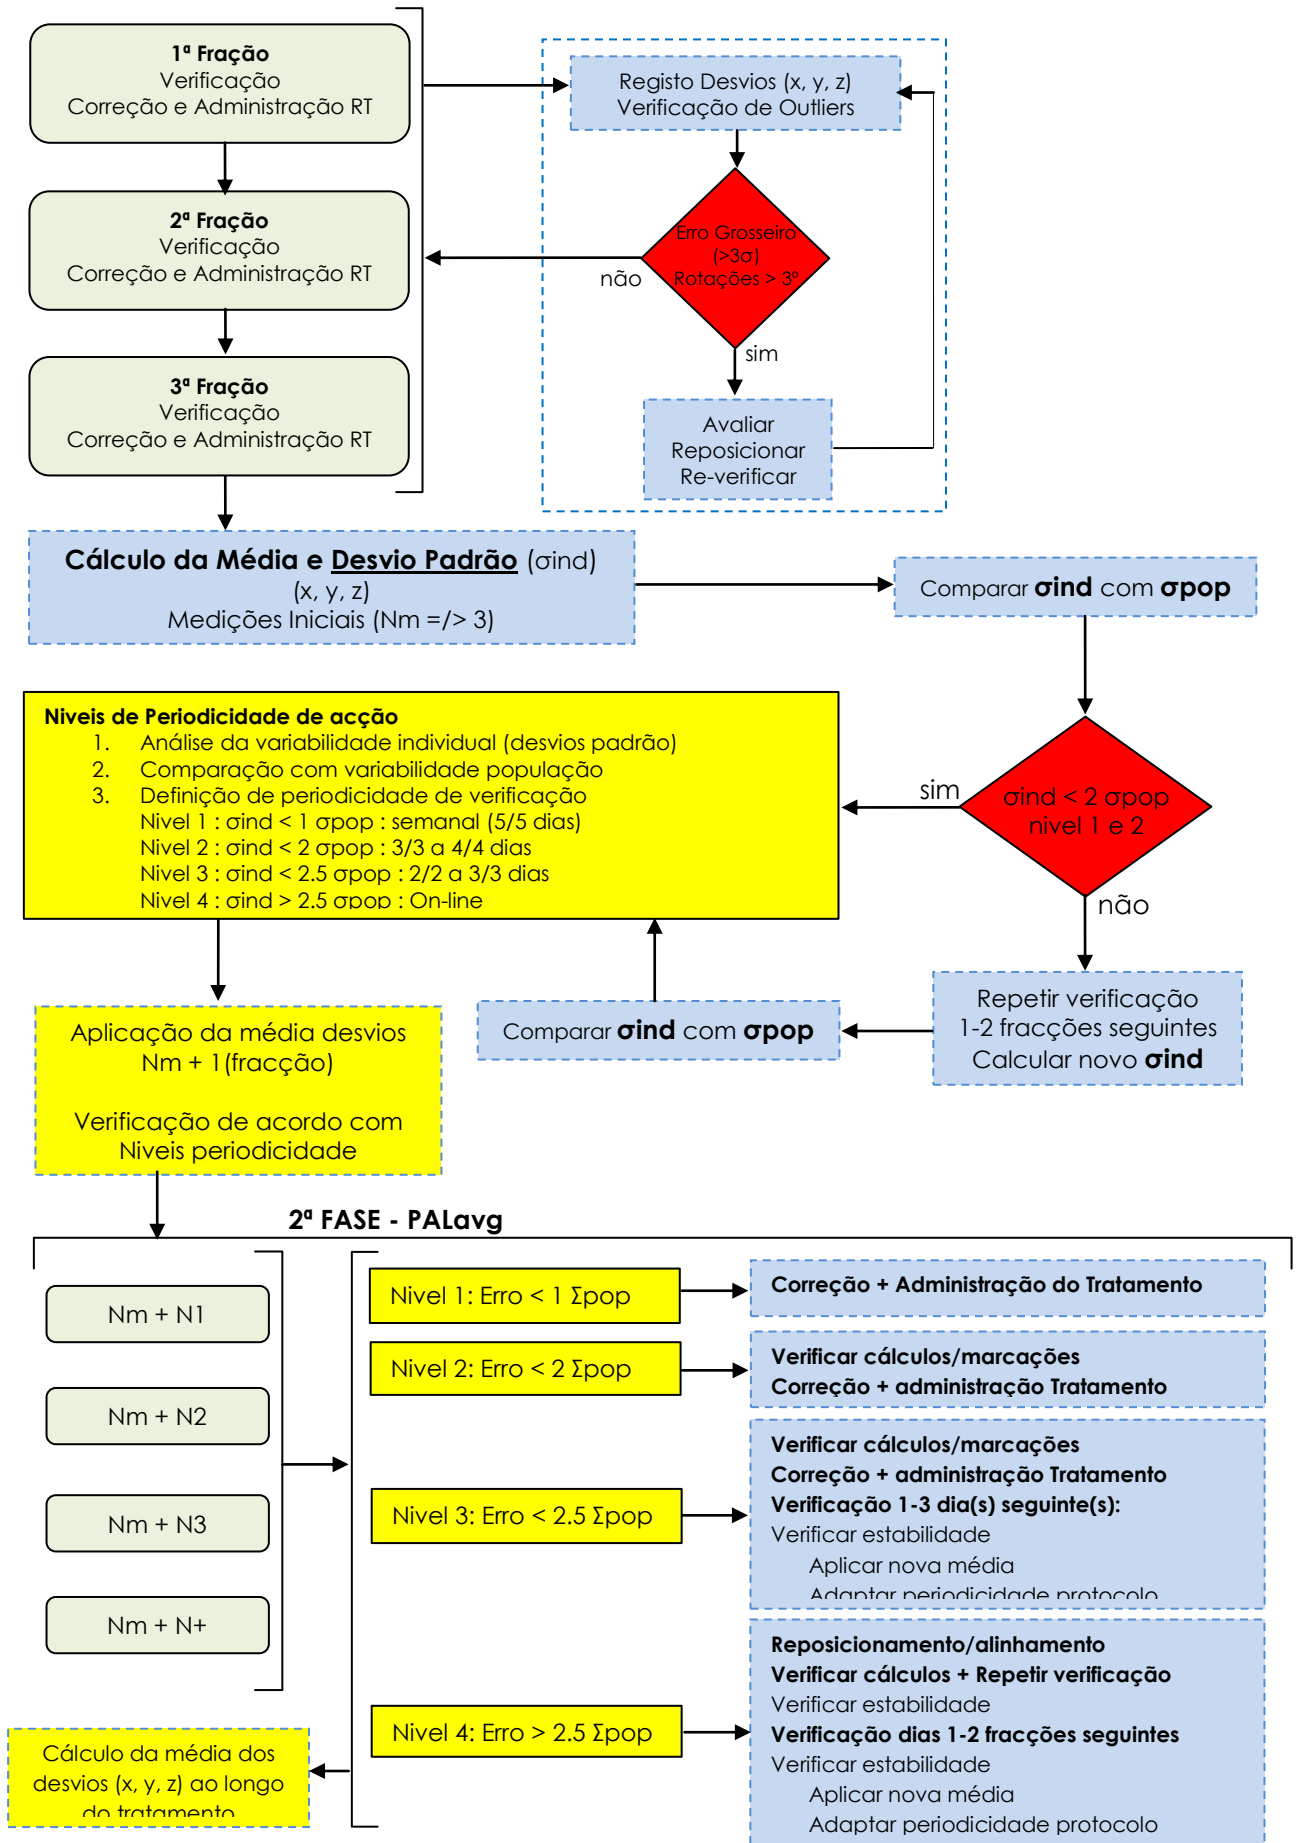 1ª Fração
Verificação
Correção e Administração RT
2ª Fração
Verificação
Correção e Administração RT
3ª Fração
Verificação
Correção e Administração RT
Registo Desvios (x, y, z)
Verificação de Outliers
Erro Grosseiro
(>3σ)
Rotações > 3º
não
sim
Avaliar
Reposicionar
Re-verificar
Cálculo da Média e Desvio Padrão (σind)
(x, y, z)
Medições Iniciais (Nm =/> 3)
Comparar σind com σpop
σind < 2 σpop
nivel 1 e 2
sim
não
Niveis de Periodicidade de acção
1. Análise da variabilidade individual (desvios padrão)
2. Comparação com variabilidade população
3. Definição de periodicidade de verificação
Nivel 1 : σind < 1 σpop : semanal (5/5 dias)
Nivel 2 : σind < 2 σpop : 3/3 a 4/4 dias
Nivel 3 : σind < 2.5 σpop : 2/2 a 3/3 dias
Nivel 4 : σind > 2.5 σpop : On-line
Repetir verificação
1-2 fracções seguintes
Calcular novo σind
Comparar σind com σpop
Aplicação da média desvios
Nm + 1(fracção)
Verificação de acordo com
Niveis periodicidade
2ª FASE - PALavg
Nm + N1
Nm + N2
Nm + N3
Nm + N+
Nivel 1: Erro < 1 Σpop
Correção + Administração do Tratamento
Nivel 2: Erro < 2 Σpop
Verificar cálculos/marcações
Correção + administração Tratamento
Nivel 3: Erro < 2.5 Σpop
Verificar cálculos/marcações
Correção + administração Tratamento
Verificação 1-3 dia(s) seguinte(s):
Verificar estabilidade
Aplicar nova média
Adaptar periodicidade protocolo
Nivel 4: Erro > 2.5 Σpop
Reposicionamento/alinhamento
Verificar cálculos + Repetir verificação
Verificar estabilidade
Verificação dias 1-2 fracções seguintes
Verificar estabilidade
Aplicar nova média
Adaptar periodicidade protocolo
Cálculo da média dos
desvios (x, y, z) ao longo
do tratamento